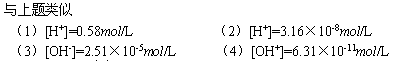 与上题类似
(1) [H⁺]=0.58mol/L (2) [H⁺]=3.16×10⁻⁸mol/L
(3) [OH⁻]=2.51×10⁻⁵mol/L (4) [OH⁺]=6.31×10⁻¹¹mol/L